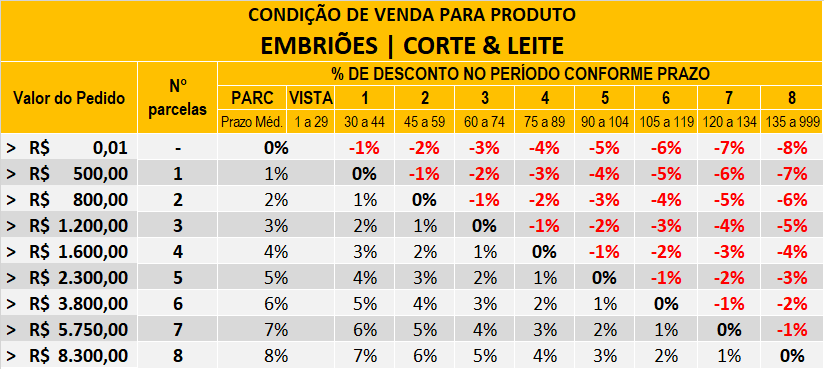 CONDIÇÃO DE VENDA PARA PRODUTO
EMBRIÕES | CORTE & LEITE
Valor do Pedido Nº parcelas % DE DESCONTO NO PERÍODO CONFORME PRAZO
PARC VISTA 1 2 3 4 5 6 7 8
Prazo Méd. 1 a 29 30 a 44 45 a 59 60 a 74 75 a 89 90 a 104 105 a 119 120 a 134 135 a 999
> R$ 0,01 - 0% -1% -2% -3% -4% -5% -6% -7% -8%
> R$ 500,00 1 1% 0% -1% -2% -3% -4% -5% -6% -7%
> R$ 800,00 2 2% 1% 0% -1% -2% -3% -4% -5% -6%
> R$ 1.200,00 3 3% 2% 1% 0% -1% -2% -3% -4% -5%
> R$ 1.600,00 4 4% 3% 2% 1% 0% -1% -2% -3% -4%
> R$ 2.300,00 5 5% 4% 3% 2% 1% 0% -1% -2% -3%
> R$ 3.800,00 6 6% 5% 4% 3% 2% 1% 0% -1% -2%
> R$ 5.750,00 7 7% 6% 5% 4% 3% 2% 1% 0% -1%
> R$ 8.300,00 8 8% 7% 6% 5% 4% 3% 2% 1% 0%